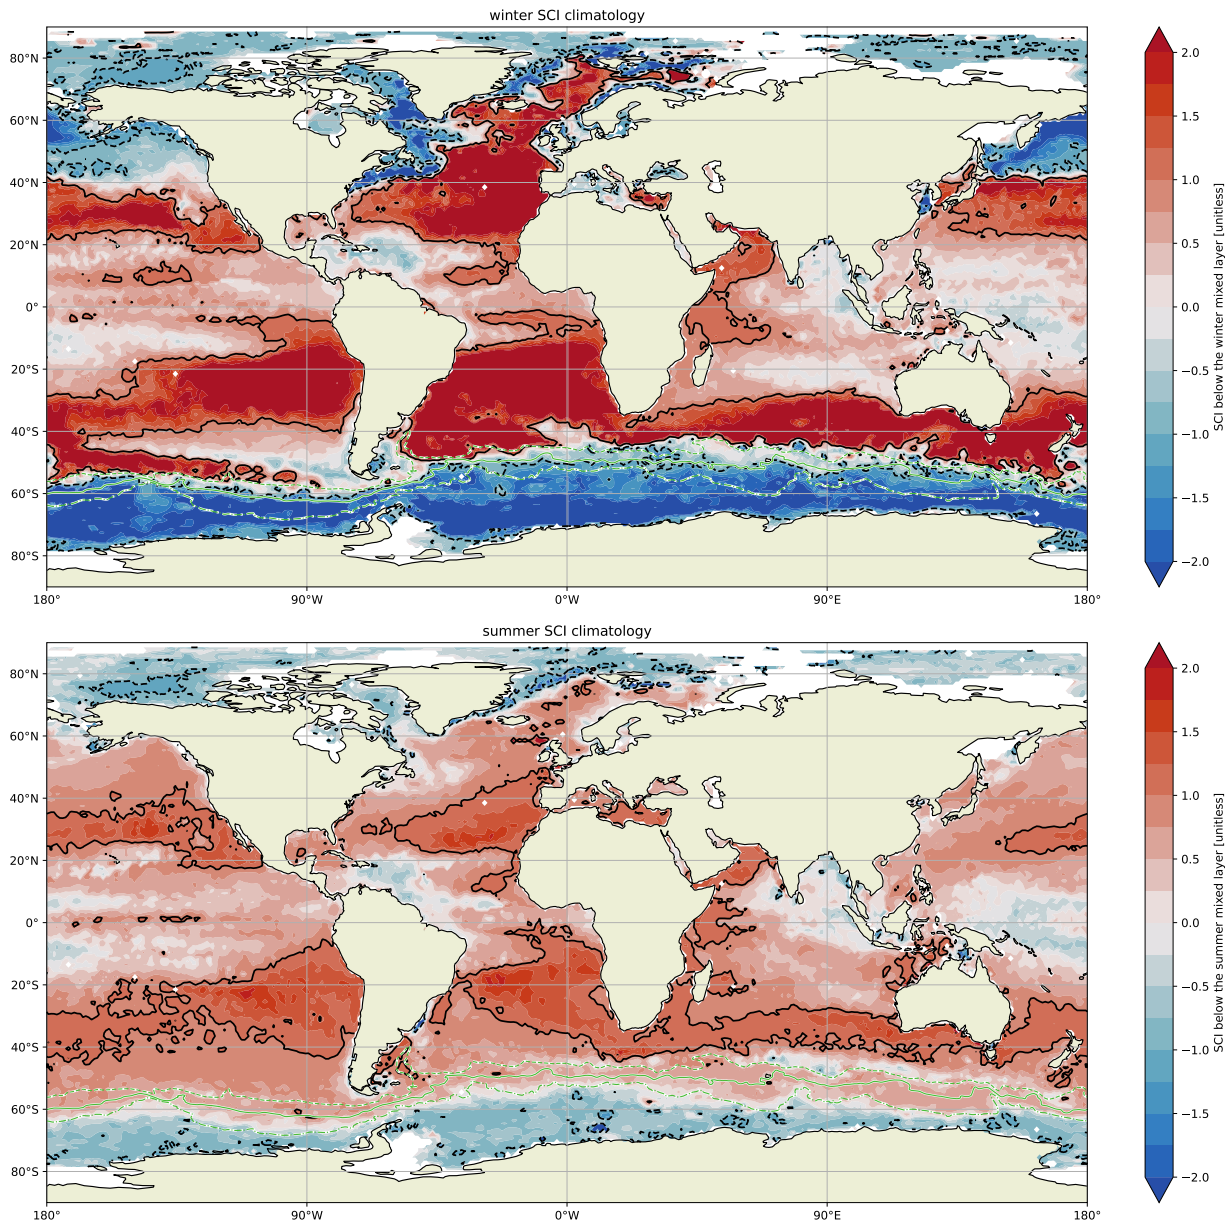 winter SCI climatology
80°N
60°N
40°N
20°N
0°
20°S
40°S
60°S
80°S
180°
90°W
0°W
90°E
180°
2.0
1.5
1.0
0.5
0.0
−0.5
−1.0
−1.5
−2.0
SCI below the winter mixed layer [unitless]
summer SCI climatology
80°N
60°N
40°N
20°N
0°
20°S
40°S
60°S
80°S
180°
90°W
0°W
90°E
180°
2.0
1.5
1.0
0.5
0.0
−0.5
−1.0
−1.5
−2.0
SCI below the summer mixed layer [unitless]